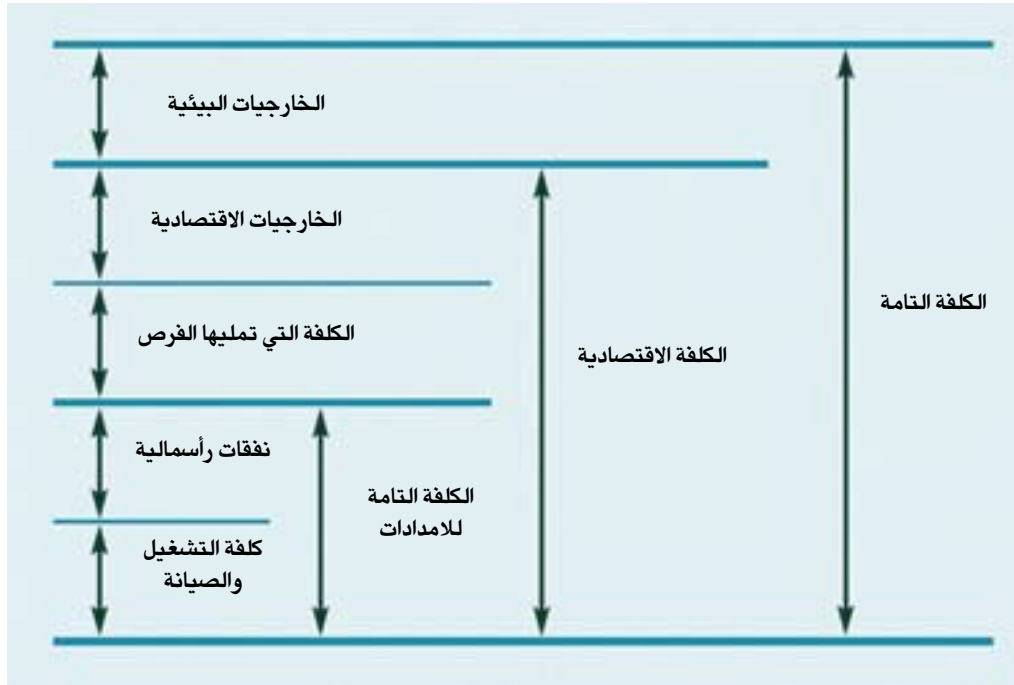 الخارجيات البيئية
الخارجيات الاقتصادية
الكلفة التامة
الكلفة التي تمليها الفرص
الكلفة الاقتصادية
نفقات رأسمالية
الكلفة التامة
للامدادات
كلفة التشغيل
والصيانة